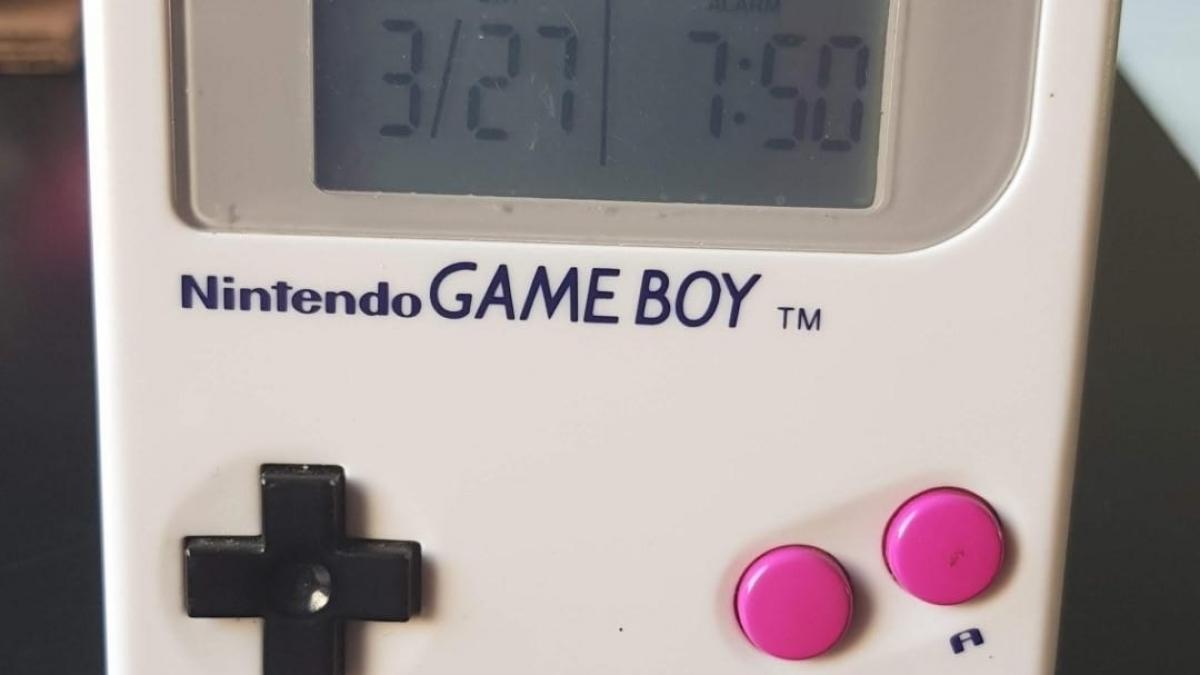 ALARM
3/27 7:50
Nintendo GAME BOY TM
A